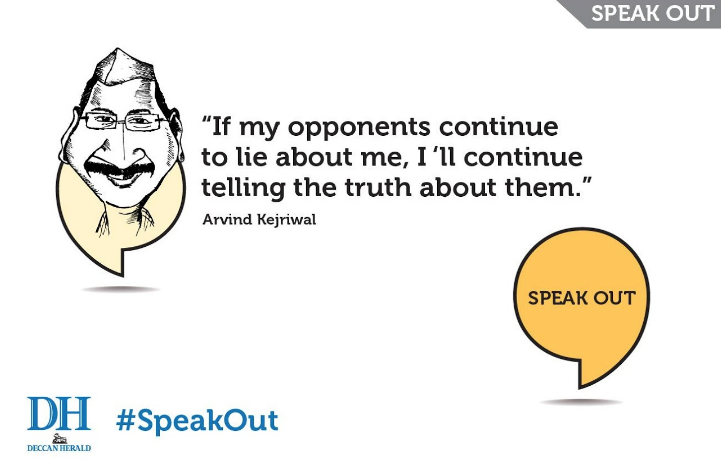 SPEAK OUT
“If my opponents continue
to lie about me, I ‘ll continue
telling the truth about them.”
Arvind Kejriwal
SPEAK OUT
DH
DECCAN HERALD
#SpeakOut